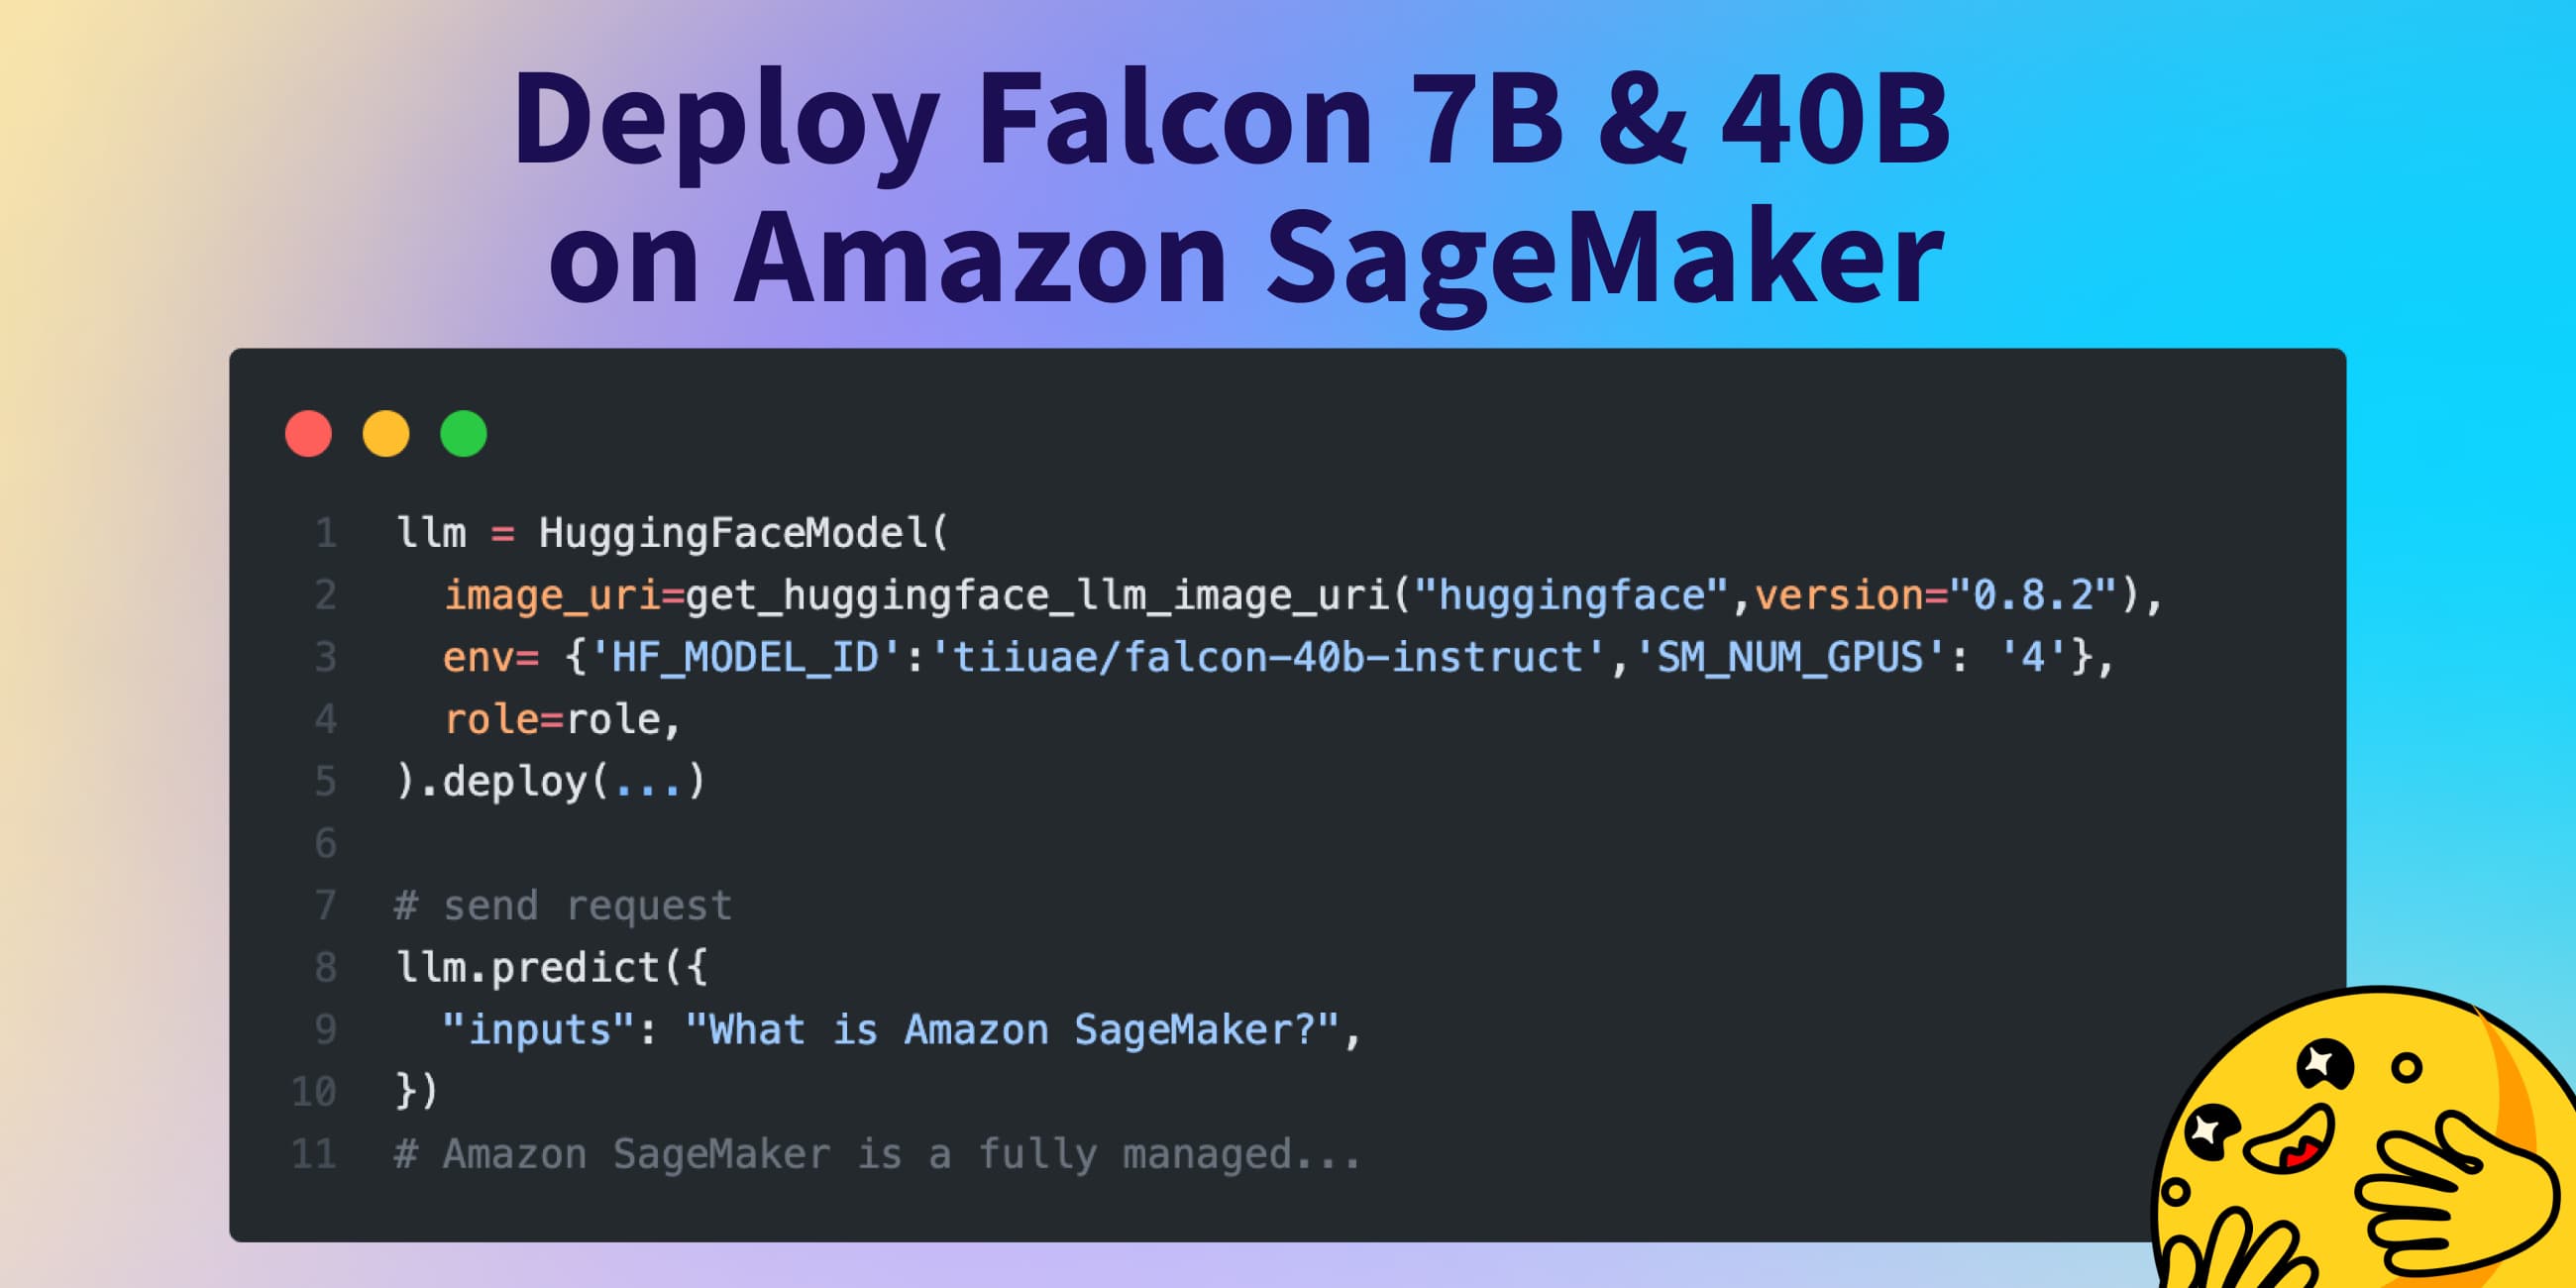 Deploy Falcon 7B & 40B
on Amazon SageMaker
1 llm = HuggingFaceModel(
2   image_uri=get_huggingface_llm_image_uri("huggingface",version="0.8.2"),
3   env= {'HF_MODEL_ID':'tiiuae/falcon-40b-instruct','SM_NUM_GPUS': '4'},
4   role=role,
5 ).deploy(...)
6
7 # send request
8 llm.predict({
9   "inputs": "What is Amazon SageMaker?",
10 })
11 # Amazon SageMaker is a fully managed...